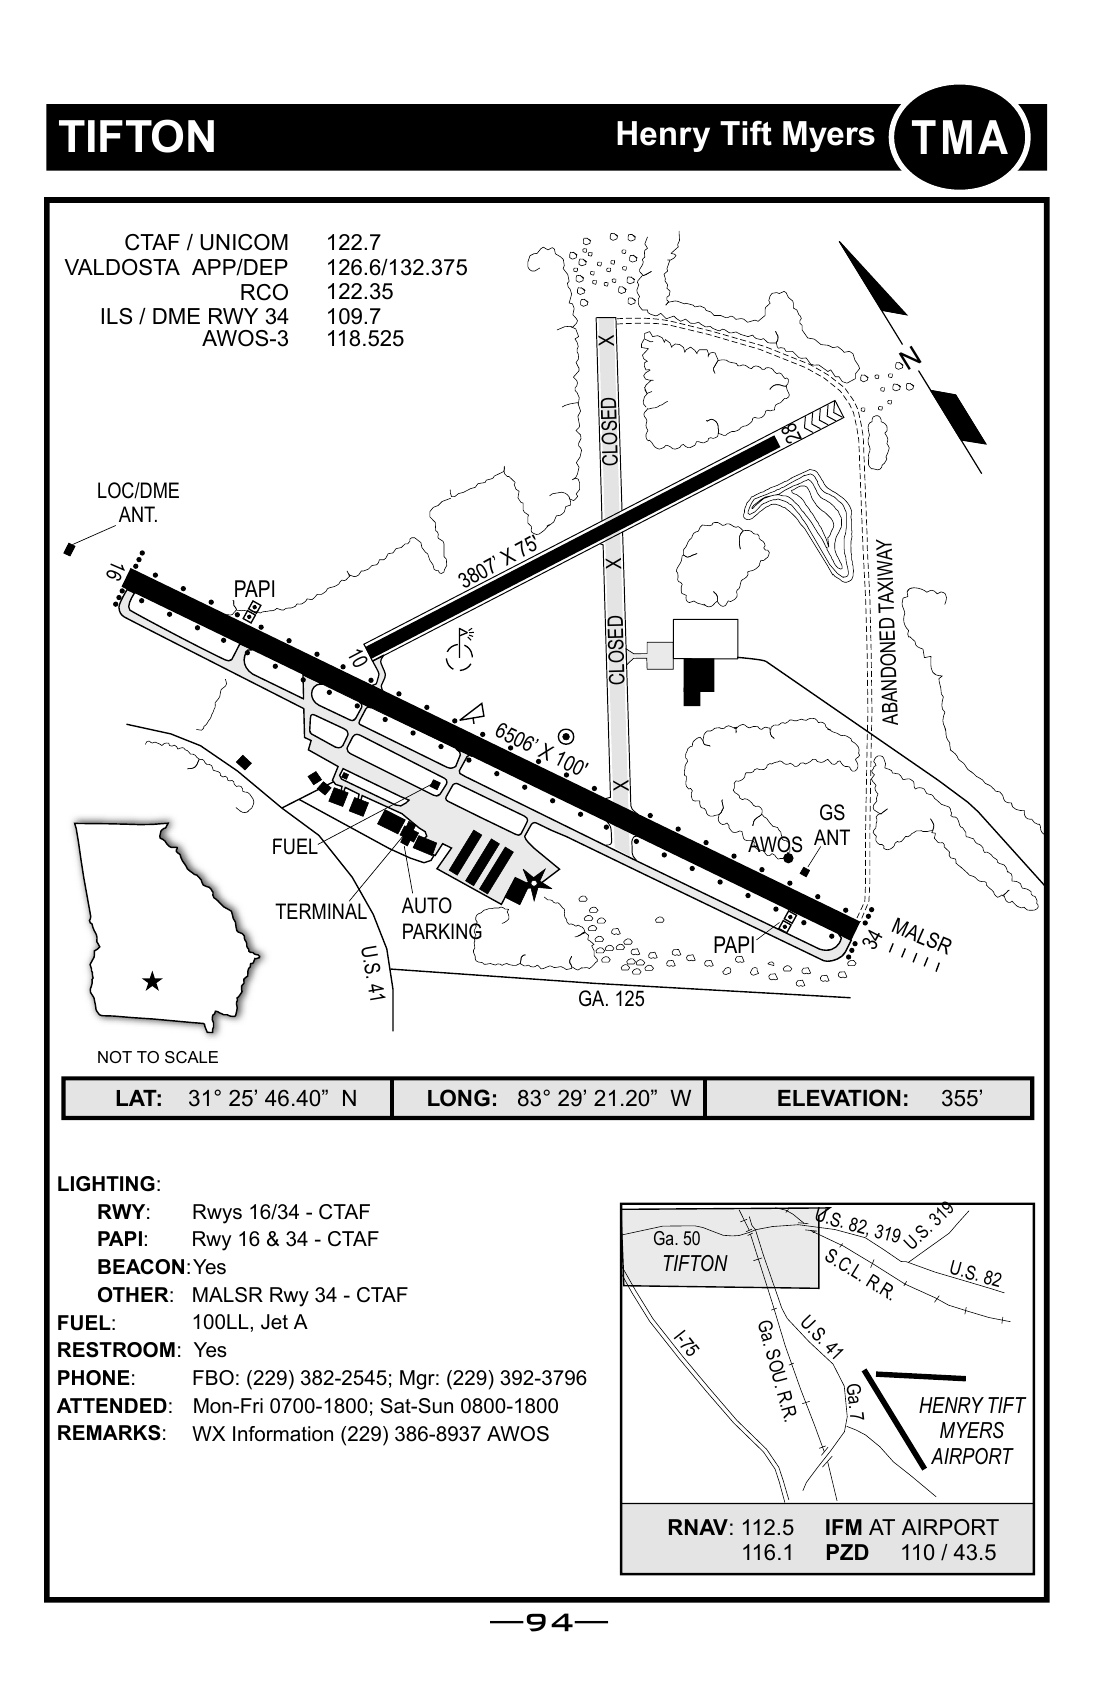 TIFTON
Henry Tift Myers
TMA
CTAF / UNICOM 122.7
VALDOSTA APP/DEP 126.6/132.375
RCO 122.35
ILS / DME RWY 34 109.7
AWOS-3 118.525
N
X
CLOSED
28
LOC/DME
ANT.
16
PAPI
3807' X 75'
X
10
CLOSED
ABANDONED TAXIWAY
6506' X 100'
X
GS
ANT
AWOS
FUEL
TERMINAL
AUTO
PARKING
PAPI
34
MALSR
U.S. 41
GA. 125
NOT TO SCALE
LAT: 31° 25’ 46.40” N
LONG: 83° 29’ 21.20” W
ELEVATION: 355’
LIGHTING:
RWY: Rwys 16/34 - CTAF
PAPI: Rwy 16 & 34 - CTAF
BEACON: Yes
OTHER: MALSR Rwy 34 - CTAF
FUEL: 100LL, Jet A
RESTROOM: Yes
PHONE: FBO: (229) 382-2545; Mgr: (229) 392-3796
ATTENDED: Mon-Fri 0700-1800; Sat-Sun 0800-1800
REMARKS: WX Information (229) 386-8937 AWOS
U.S. 82, 319
U.S. 319
Ga. 50
TIFTON
S.C.L. R.R.
U.S. 82
I-75
Ga. SOU. R.R.
U.S. 41
Ga. 7
HENRY TIFT
MYERS
AIRPORT
RNAV: 112.5 IFM AT AIRPORT
116.1 PZD 110 / 43.5
—94—